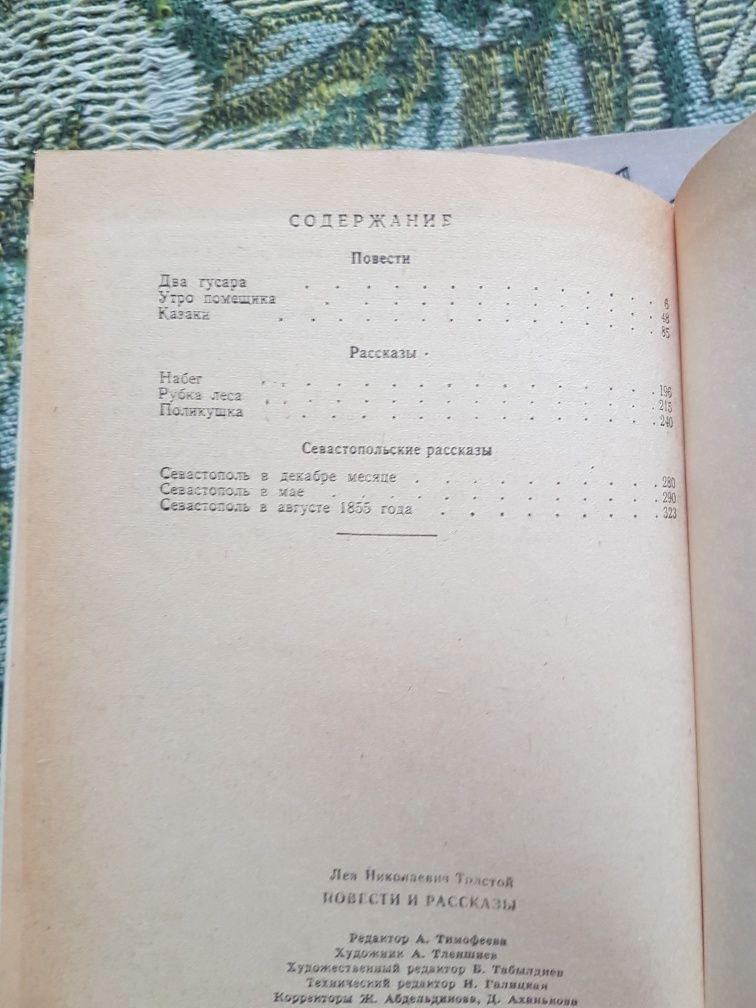 СОДЕРЖАНИЕ
Повести
Два гусара . . . . . . . . . . . . . 6
Утро помещика . . . . . . . . . . . . 48
Казаки . . . . . . . . . . . . . . 85
Рассказы
Набег . . . . . . . . . . . . . . 196
Рубка леса . . . . . . . . . . . . . . 215
Поликушка . . . . . . . . . . . . . 240
Севастопольские рассказы
Севастополь в декабре месяце . . . . . . . . . 280
Севастополь в мае . . . . . . . . . . . . 290
Севастополь в августе 1855 года . . . . . . . . 323
Лев Николаевич Толстой
ПОВЕСТИ И РАССКАЗЫ
Редактор А. Тимофеева
Художник А. Тленшиев
Художественный редактор Б. Табылдиев
Технический редактор И. Галицкая
Корректоры Ж. Абдельдинова, Д. Аханькова